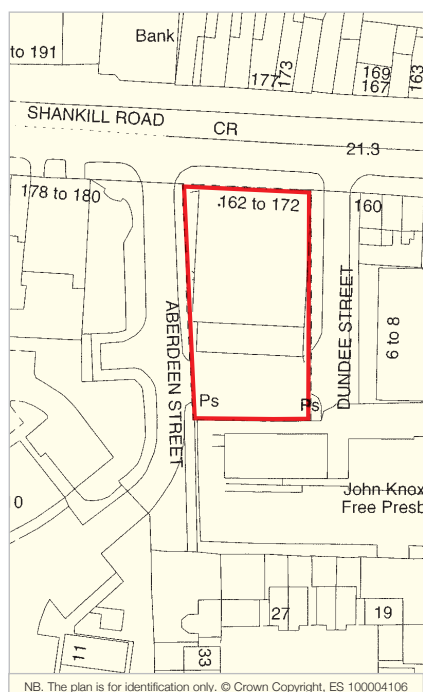 Bank
to 191
177
173
169
167
163
SHANKILL ROAD
CR
21.3
178 to 180
162 to 172
160
ABERDEEN STREET
DUNDEE STREET
6 to 8
Ps
Ps
John Knox
Free Presb
0
27
19
11
33
NB. The plan is for identification only. © Crown Copyright, ES 100004106